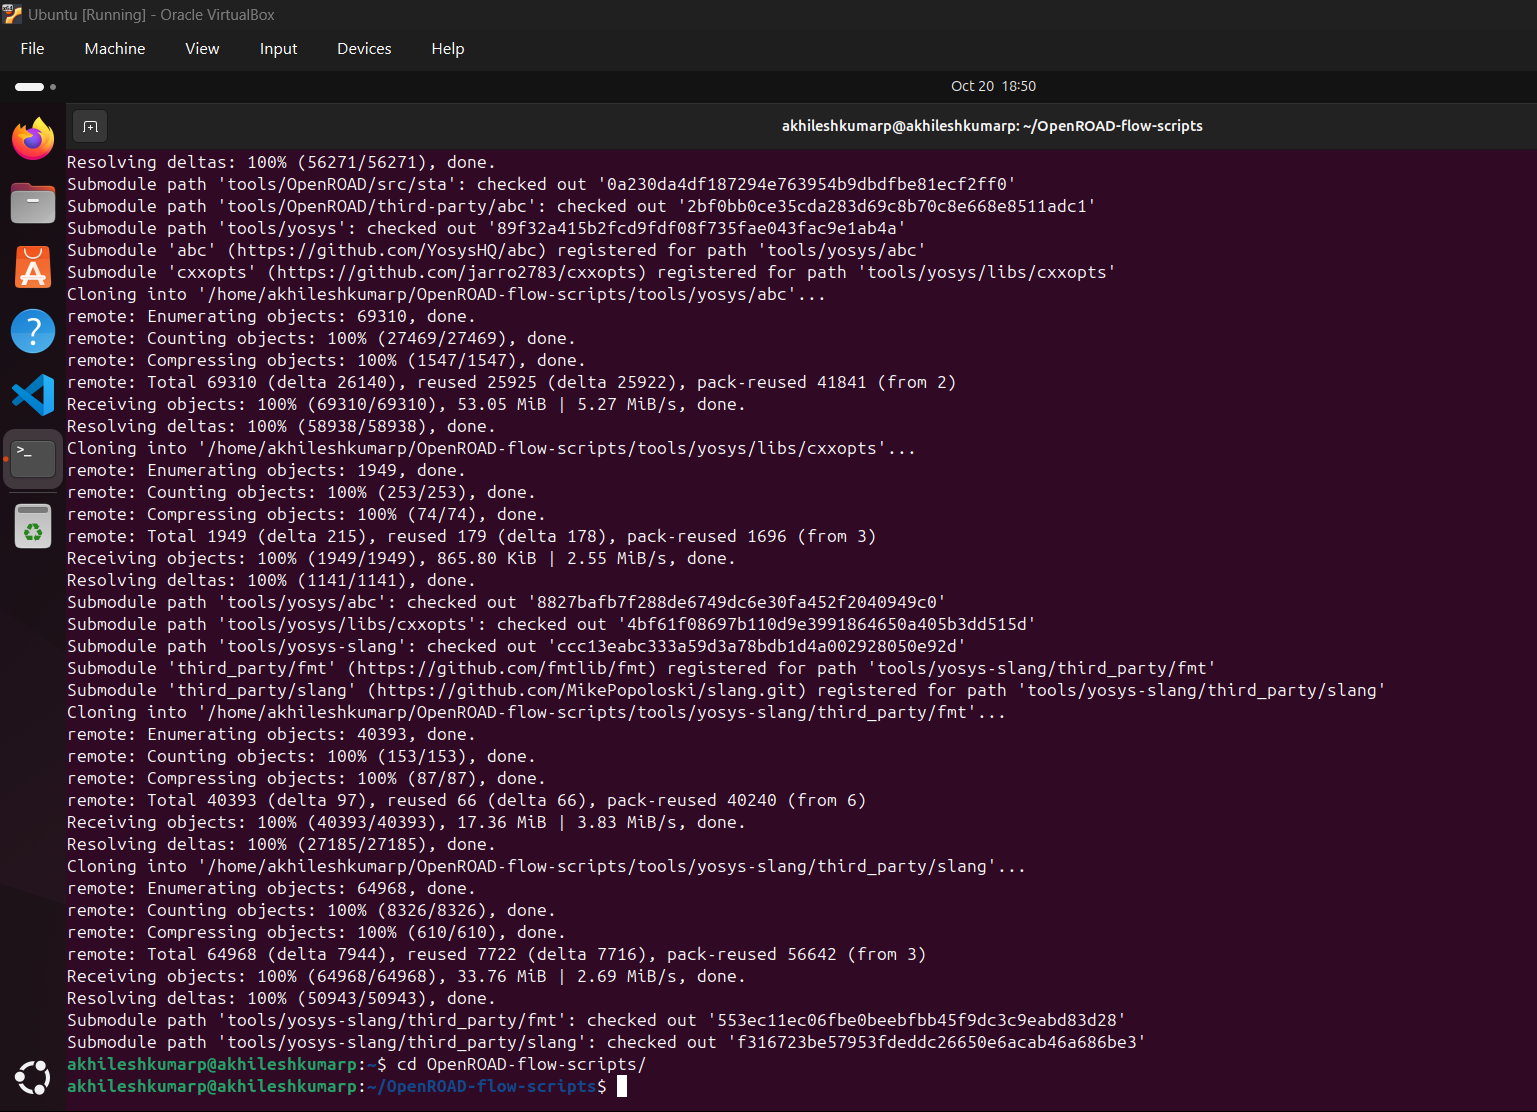 Ubuntu [Running] - Oracle VirtualBox
File Machine View Input Devices Help
Oct 20 18:50
akhileshkumarp@akhileshkumarp: ~/OpenROAD-flow-scripts
Resolving deltas: 100% (56271/56271), done.
Submodule path 'tools/OpenROAD/src/sta': checked out '0a230da4df187294e763954b9dbdfbe81ecf2ff0'
Submodule path 'tools/OpenROAD/third-party/abc': checked out '2bf0bb0ce35cda283d69c8b70c8e668e8511adc1'
Submodule path 'tools/yosys': checked out '89f32a415b2fcd9fdf08f735fae043fac9e1ab4a'
Submodule 'abc' (https://github.com/YosysHQ/abc) registered for path 'tools/yosys/abc'
Submodule 'cxxopts' (https://github.com/jarro2783/cxxopts) registered for path 'tools/yosys/libs/cxxopts'
Cloning into '/home/akhileshkumarp/OpenROAD-flow-scripts/tools/yosys/abc'...
remote: Enumerating objects: 69310, done.
remote: Counting objects: 100% (27469/27469), done.
remote: Compressing objects: 100% (1547/1547), done.
remote: Total 69310 (delta 26140), reused 25925 (delta 25922), pack-reused 41841 (from 2)
Receiving objects: 100% (69310/69310), 53.05 MiB | 5.27 MiB/s, done.
Resolving deltas: 100% (58938/58938), done.
Cloning into '/home/akhileshkumarp/OpenROAD-flow-scripts/tools/yosys/libs/cxxopts'...
remote: Enumerating objects: 1949, done.
remote: Counting objects: 100% (253/253), done.
remote: Compressing objects: 100% (74/74), done.
remote: Total 1949 (delta 215), reused 179 (delta 178), pack-reused 1696 (from 3)
Receiving objects: 100% (1949/1949), 865.80 KiB | 2.55 MiB/s, done.
Resolving deltas: 100% (1141/1141), done.
Submodule path 'tools/yosys/abc': checked out '8827bafb7f288de6749dc6e30fa452f2040949c0'
Submodule path 'tools/yosys/libs/cxxopts': checked out '4bf61f08697b110d9e3991864650a405b3dd515d'
Submodule path 'tools/yosys-slang': checked out 'ccc13eabc333a59d3a78bdb1d4a002928050e92d'
Submodule 'third_party/fmt' (https://github.com/fmtlib/fmt) registered for path 'tools/yosys-slang/third_party/fmt'
Submodule 'third_party/slang' (https://github.com/MikePopoloski/slang.git) registered for path 'tools/yosys-slang/third_party/slang'
Cloning into '/home/akhileshkumarp/OpenROAD-flow-scripts/tools/yosys-slang/third_party/fmt'...
remote: Enumerating objects: 40393, done.
remote: Counting objects: 100% (153/153), done.
remote: Compressing objects: 100% (87/87), done.
remote: Total 40393 (delta 97), reused 66 (delta 66), pack-reused 40240 (from 6)
Receiving objects: 100% (40393/40393), 17.36 MiB | 3.83 MiB/s, done.
Resolving deltas: 100% (27185/27185), done.
Cloning into '/home/akhileshkumarp/OpenROAD-flow-scripts/tools/yosys-slang/third_party/slang'...
remote: Enumerating objects: 64968, done.
remote: Counting objects: 100% (8326/8326), done.
remote: Compressing objects: 100% (610/610), done.
remote: Total 64968 (delta 7944), reused 7722 (delta 7716), pack-reused 56642 (from 3)
Receiving objects: 100% (64968/64968), 33.76 MiB | 2.69 MiB/s, done.
Resolving deltas: 100% (50943/50943), done.
Submodule path 'tools/yosys-slang/third_party/fmt': checked out '553ec11ec06fbe0beebfbb45f9dc3c9eabd83d28'
Submodule path 'tools/yosys-slang/third_party/slang': checked out 'f316723be57953fdeddc26650e6acab46a686be3'
akhileshkumarp@akhileshkumarp:~$ cd OpenROAD-flow-scripts/
akhileshkumarp@akhileshkumarp:~/OpenROAD-flow-scripts$